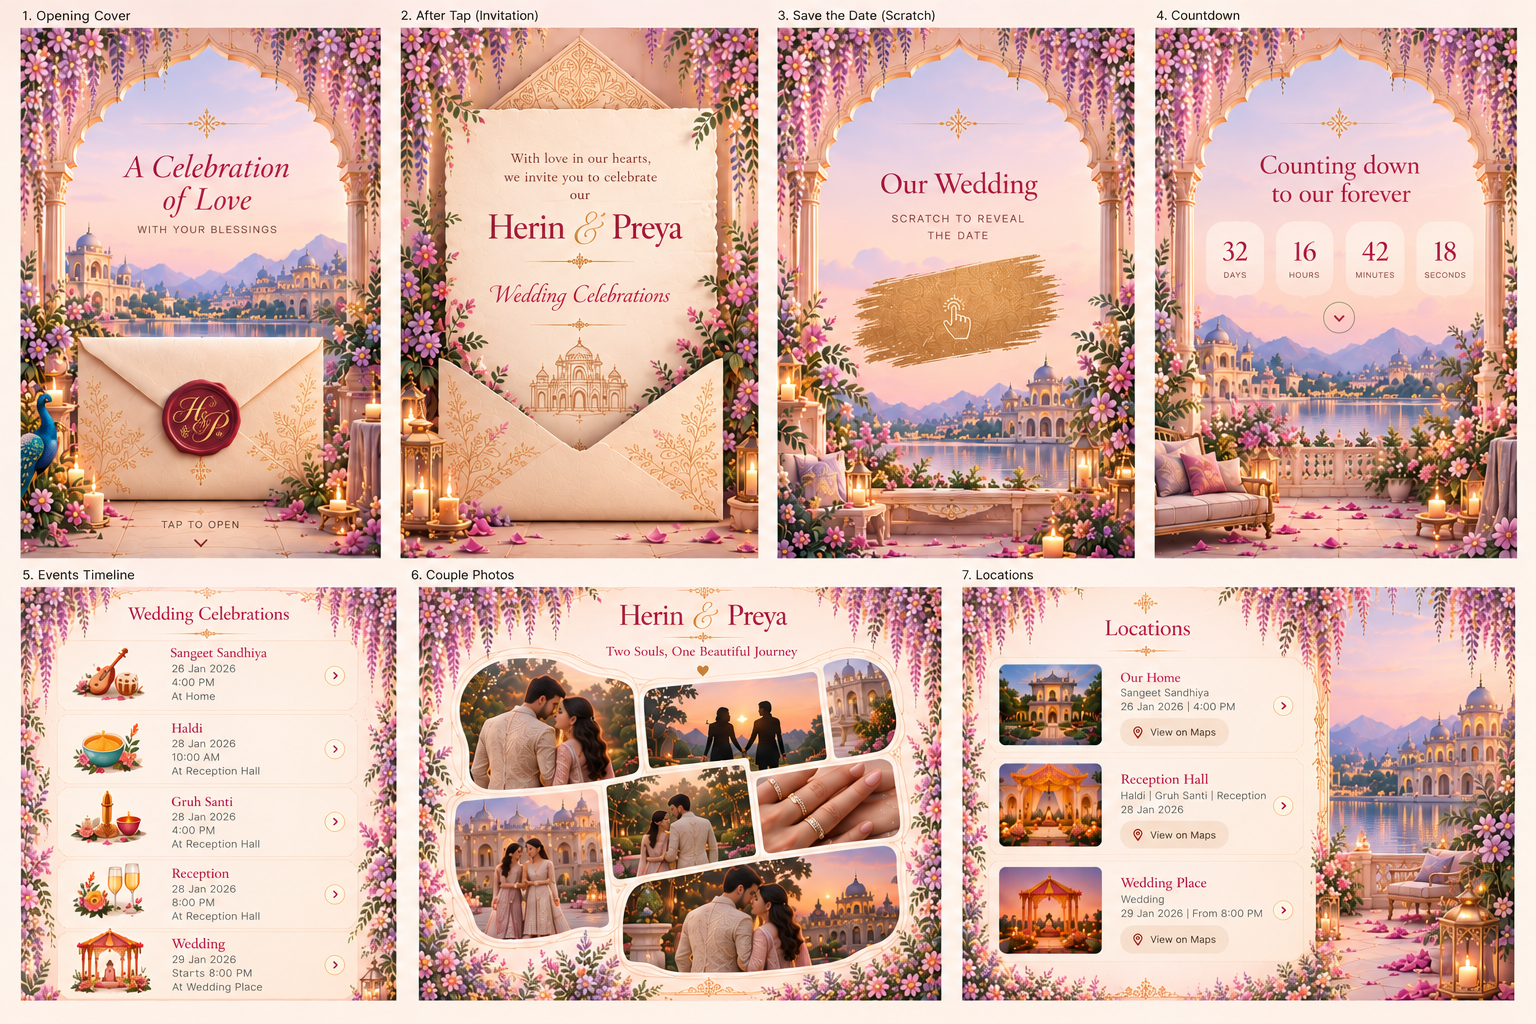 1. Opening Cover
A Celebration
of Love
WITH YOUR BLESSINGS
H&P
TAP TO OPEN
2. After Tap (Invitation)
With love in our hearts,
we invite you to celebrate
our
Herin & Preya
Wedding Celebrations
3. Save the Date (Scratch)
Our Wedding
SCRATCH TO REVEAL
THE DATE
4. Countdown
Counting down
to our forever
32 16 42 18
DAYS HOURS MINUTES SECONDS
5. Events Timeline
Wedding Celebrations
Sangeet Sandhiya
26 Jan 2026
4:00 PM
At Home
Haldi
28 Jan 2026
10:00 AM
At Reception Hall
Gruh Santi
28 Jan 2026
4:00 PM
At Reception Hall
Reception
28 Jan 2026
8:00 PM
At Reception Hall
Wedding
29 Jan 2026
Starts 8:00 PM
At Wedding Place
6. Couple Photos
Herin & Preya
Two Souls, One Beautiful Journey
7. Locations
Locations
Our Home
Sangeet Sandhiya
26 Jan 2026 | 4:00 PM
View on Maps
Reception Hall
Haldi | Gruh Santi | Reception
28 Jan 2026
View on Maps
Wedding Place
Wedding
29 Jan 2026 | From 8:00 PM
View on Maps